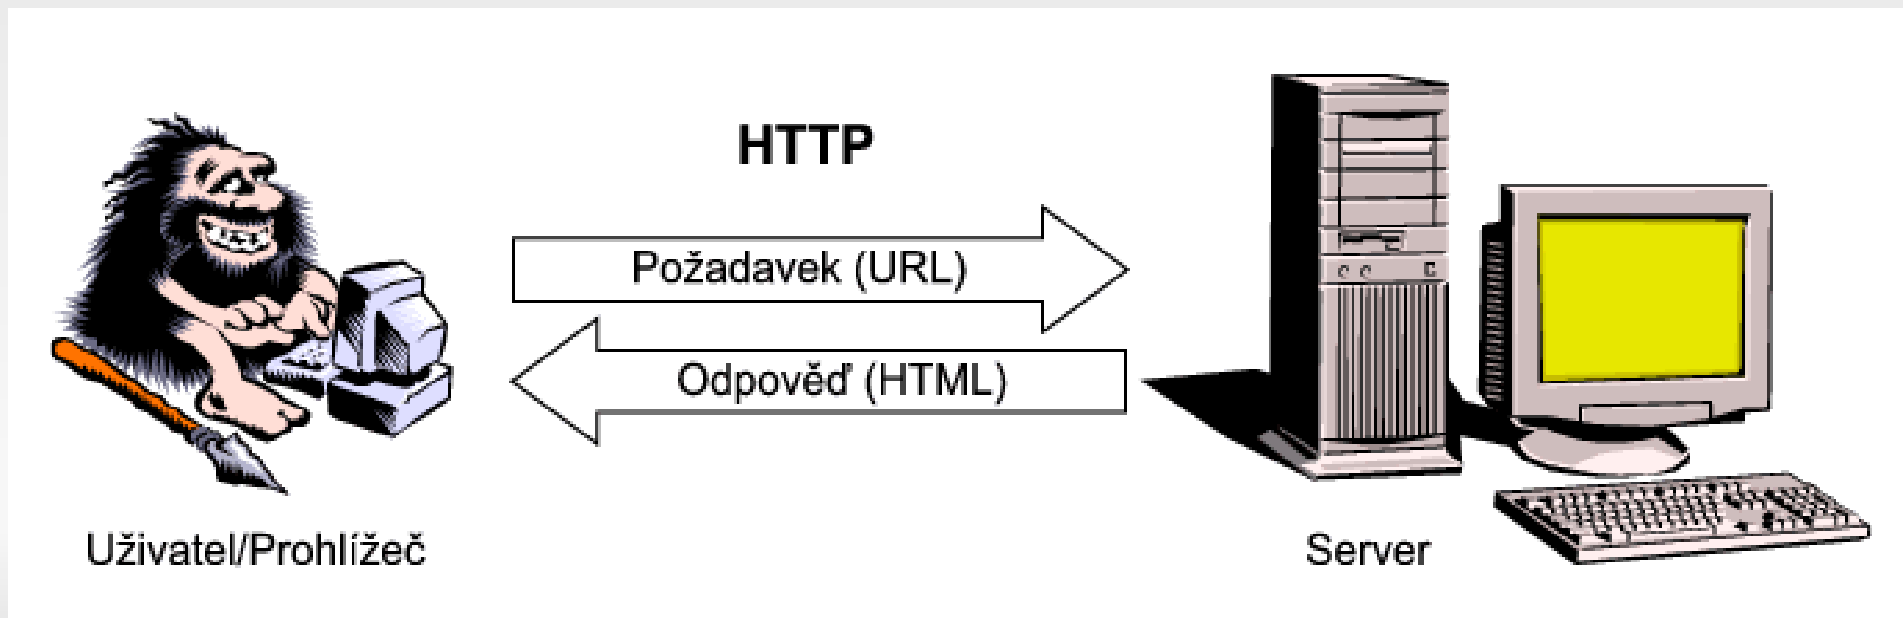 HTTP
Požadavek (URL)
Odpověď (HTML)
Uživatel/Prohlížeč
Server